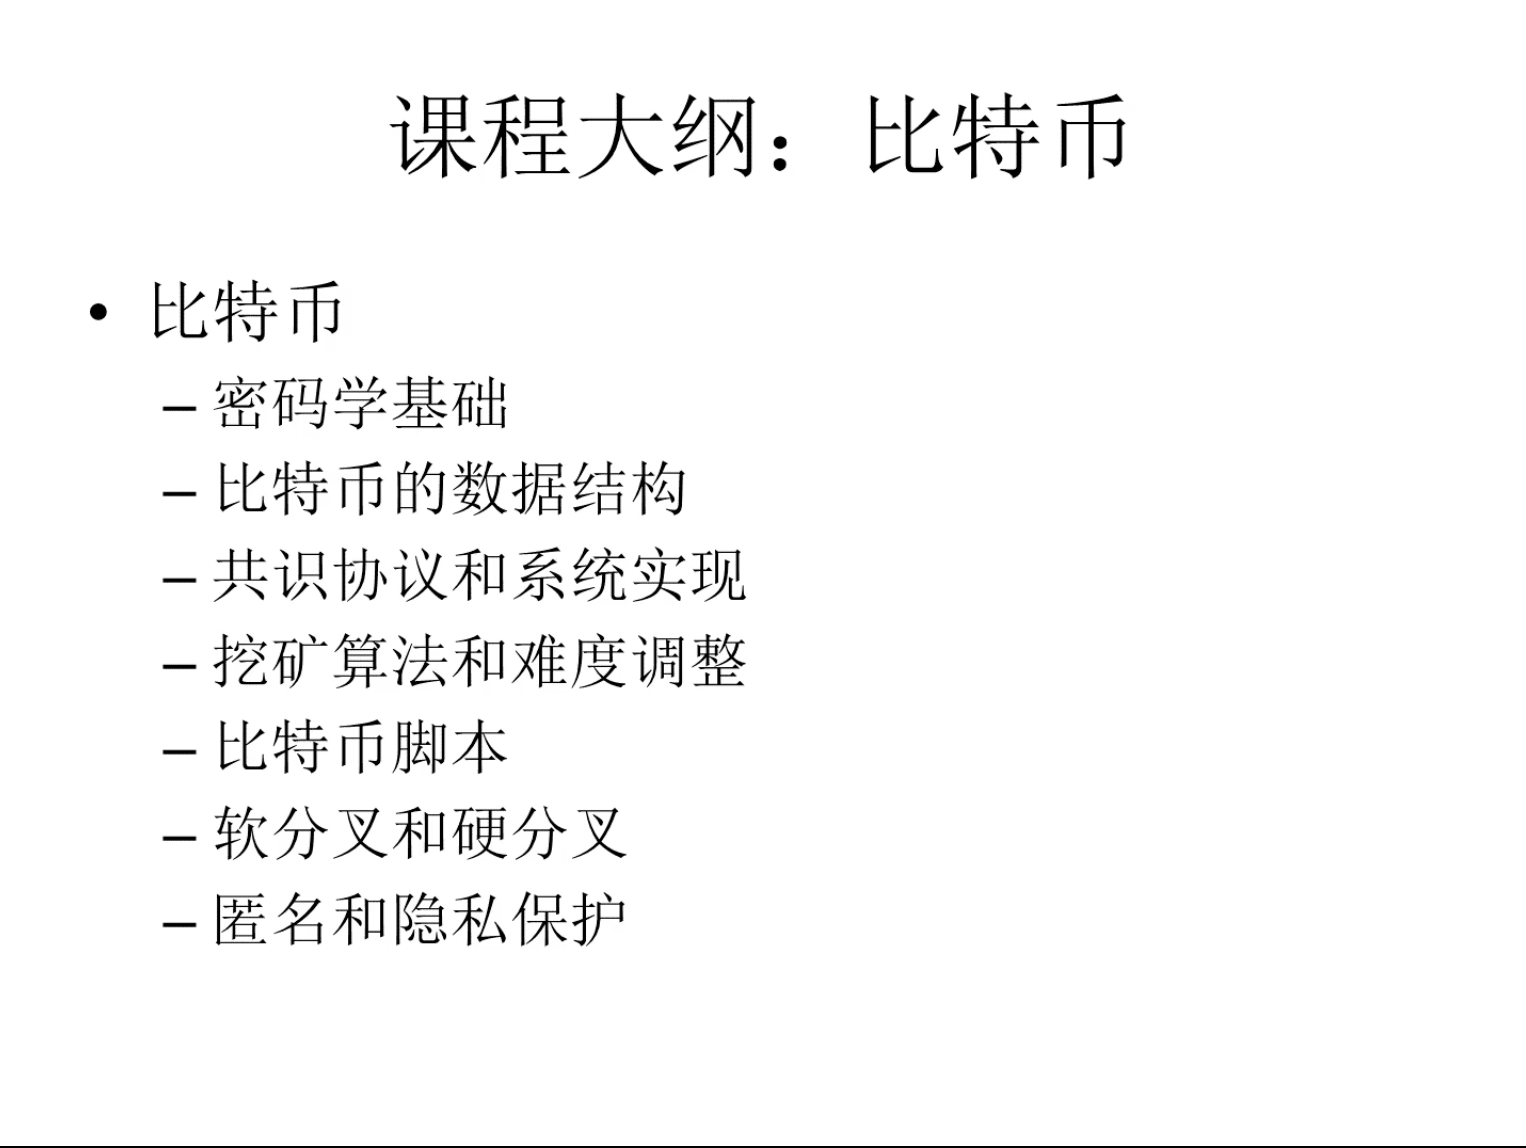 课程大纲：比特币
• 比特币
– 密码学基础
– 比特币的数据结构
– 共识协议和系统实现
– 挖矿算法和难度调整
– 比特币脚本
– 软分叉和硬分叉
– 匿名和隐私保护